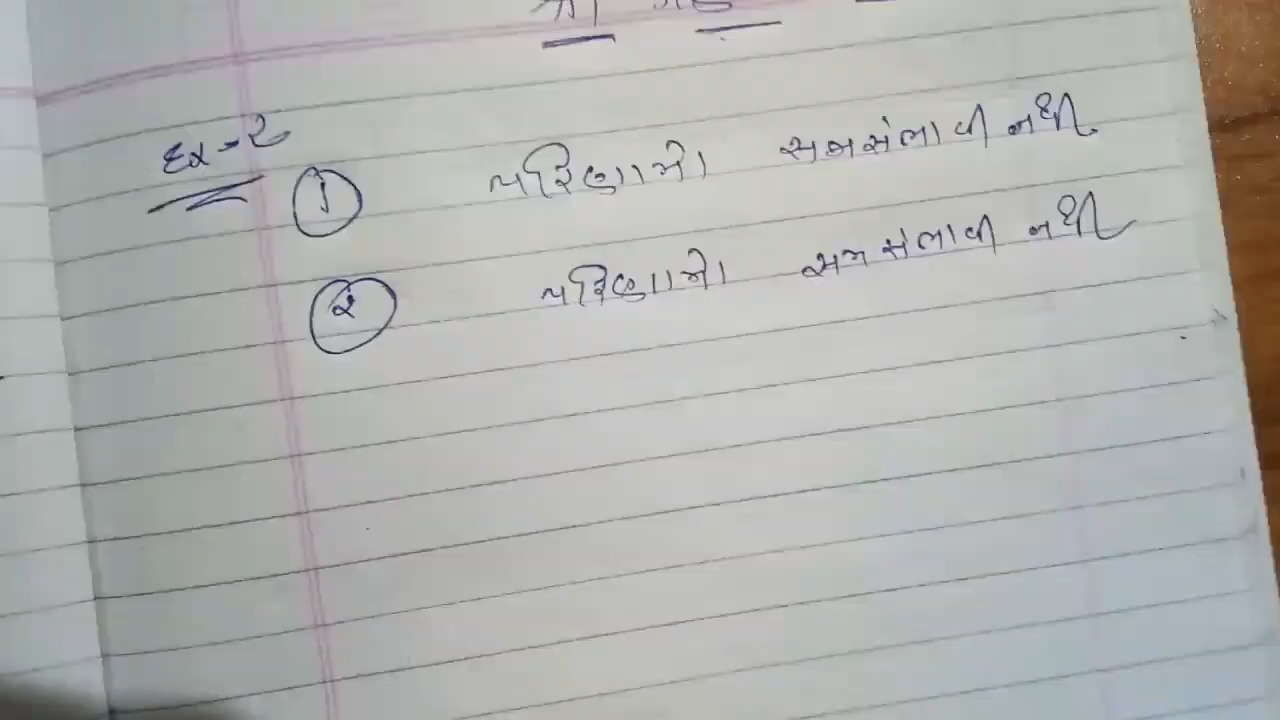 Ex-2
① પરિણામો સમસંભાવી નથી
② પરિણામો સમસંભાવી નથી